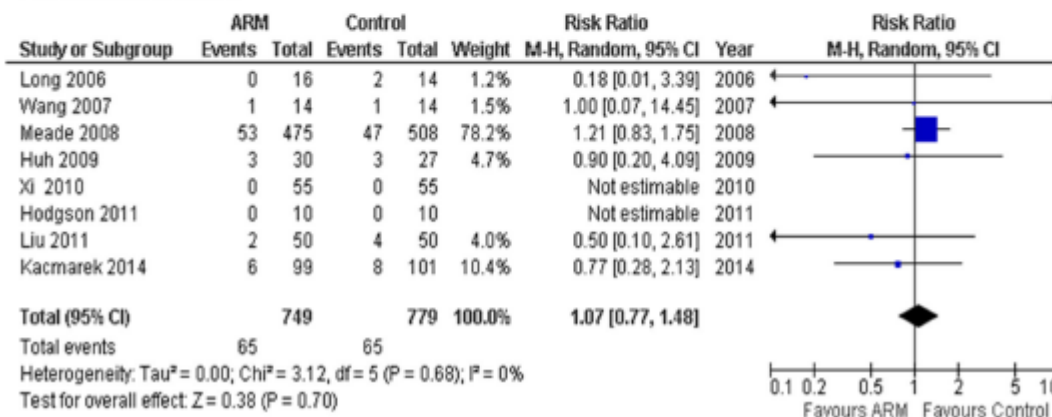 ARM Control Risk Ratio Risk Ratio
Study or Subgroup Events Total Events Total Weight M-H, Random, 95% CI Year M-H, Random, 95% CI
Long 2006 0 16 2 14 1.2% 0.18 [0.01, 3.39] 2006
Wang 2007 1 14 1 14 1.5% 1.00 [0.07, 14.45] 2007
Meade 2008 53 475 47 508 78.2% 1.21 [0.83, 1.75] 2008
Huh 2009 3 30 3 27 4.7% 0.90 [0.20, 4.09] 2009
Xi 2010 0 55 0 55 Not estimable 2010
Hodgson 2011 0 10 0 10 Not estimable 2011
Liu 2011 2 50 4 50 4.0% 0.50 [0.10, 2.61] 2011
Kacmarek 2014 6 99 8 101 10.4% 0.77 [0.28, 2.13] 2014
Total (95% CI) 749 779 100.0% 1.07 [0.77, 1.48]
Total events 65 65
Heterogeneity: Tau² = 0.00; Chi² = 3.12, df = 5 (P = 0.68); I² = 0%
Test for overall effect: Z = 0.38 (P = 0.70)
0.1 0.2 0.5 1 2 5 10
Favours ARM Favours Control